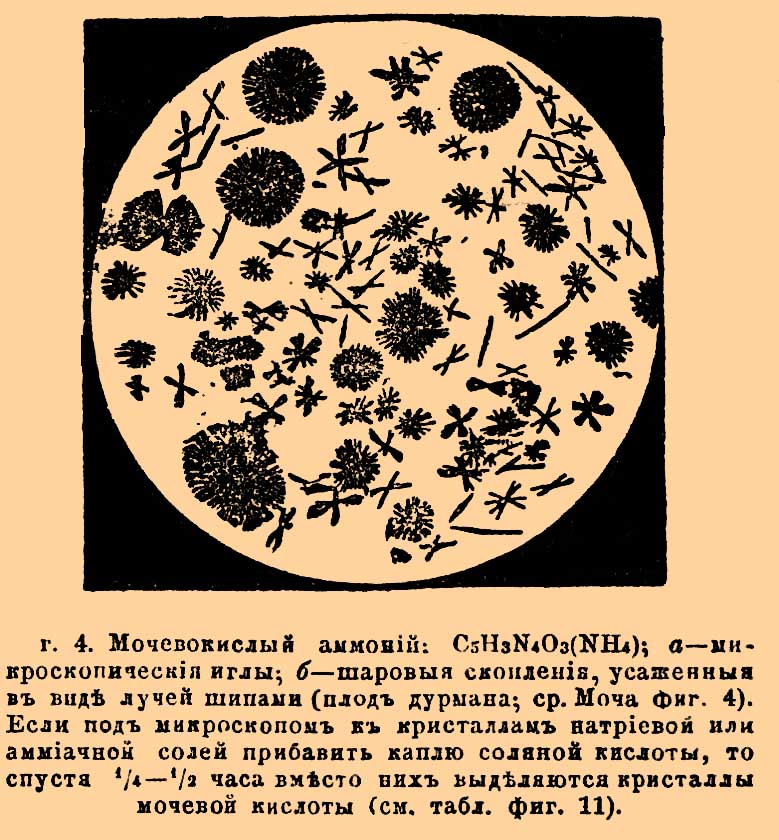 г. 4. Мочевокислый аммоній: C5H3N4O3(NH4); а—ми-
кроскопическія иглы; б—шаровыя скопленія, усаженныя
въ видѣ лучей шипами (плодъ дурмана; ср. Моча фиг. 4).
Если подъ микроскопомъ къ кристалламъ натріевой или
амміачной солей прибавить каплю соляной кислоты, то
спустя 1/4—1/2 часа вмѣсто нихъ выдѣляются кристаллы
мочевой кислоты (см. табл. фиг. 11).